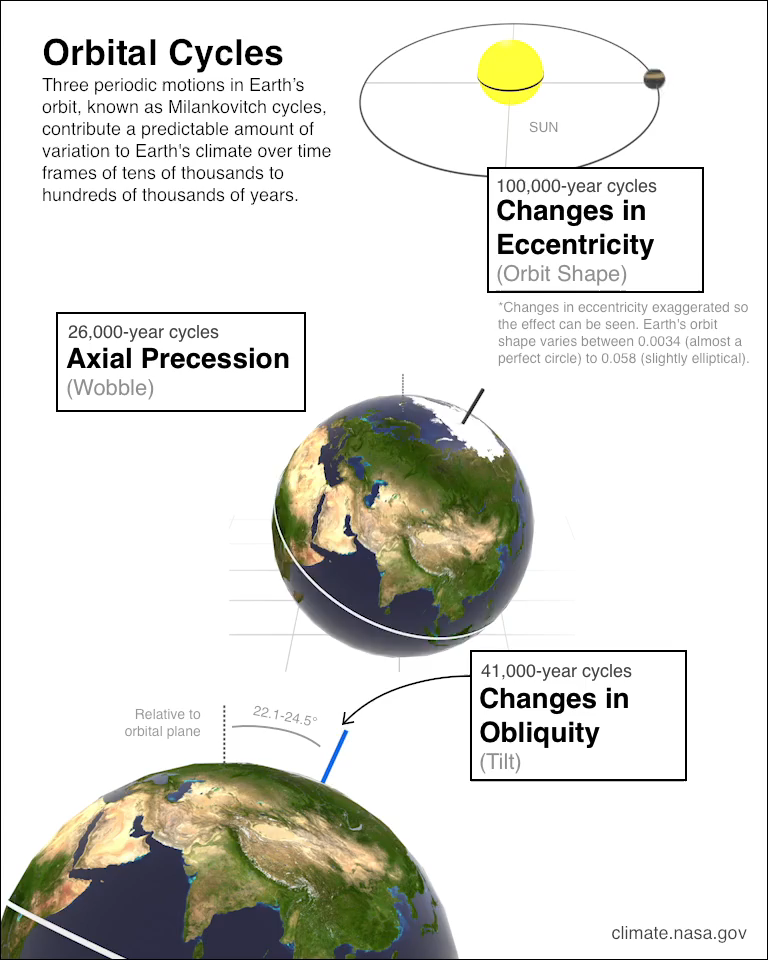 Orbital Cycles
Three periodic motions in Earth's
orbit, known as Milankovitch cycles,
contribute a predictable amount of
variation to Earth's climate over time
frames of tens of thousands to
hundreds of thousands of years.
SUN
100,000-year cycles
Changes in
Eccentricity
(Orbit Shape)
*Changes in eccentricity exaggerated so
the effect can be seen. Earth's orbit
shape varies between 0.0034 (almost a
perfect circle) to 0.058 (slightly elliptical).
26,000-year cycles
Axial Precession
(Wobble)
41,000-year cycles
Changes in
Obliquity
(Tilt)
Relative to
orbital plane
22.1-24.5°
climate.nasa.gov